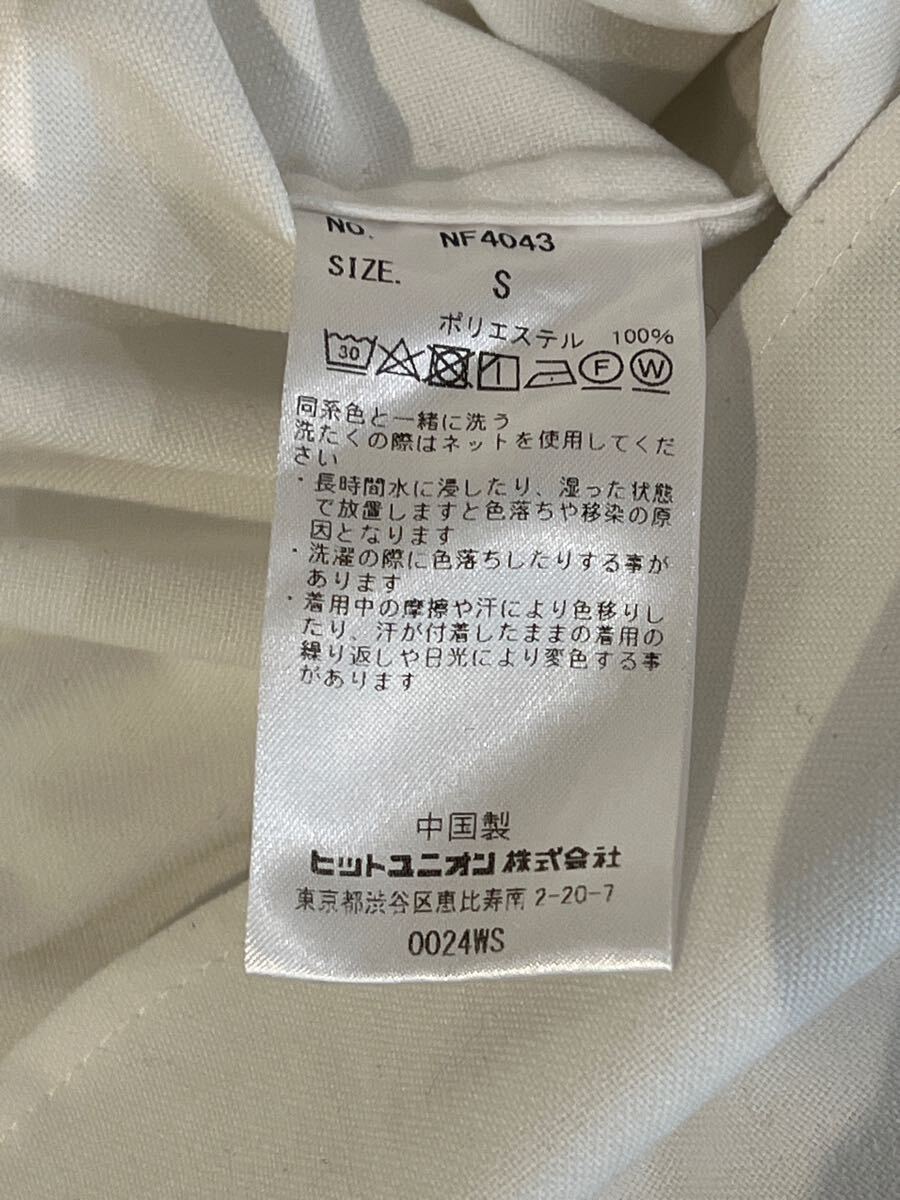 NO. NF4043
SIZE. S
ポリエステル 100%
30 F W
同系色と一緒に洗う
洗たくの際はネットを使用してくだ
さい
・長時間水に浸したり、湿った状態
で放置しますと色落ちや移染の原
因となります
・洗濯の際に色落ちしたりする事が
あります
・着用中の摩擦や汗により色移りし
たり、汗が付着したままの着用の
繰り返しや日光により変色する事
があります
中国製
ヒットユニオン株式会社
東京都渋谷区恵比寿南2-20-7
0024WS